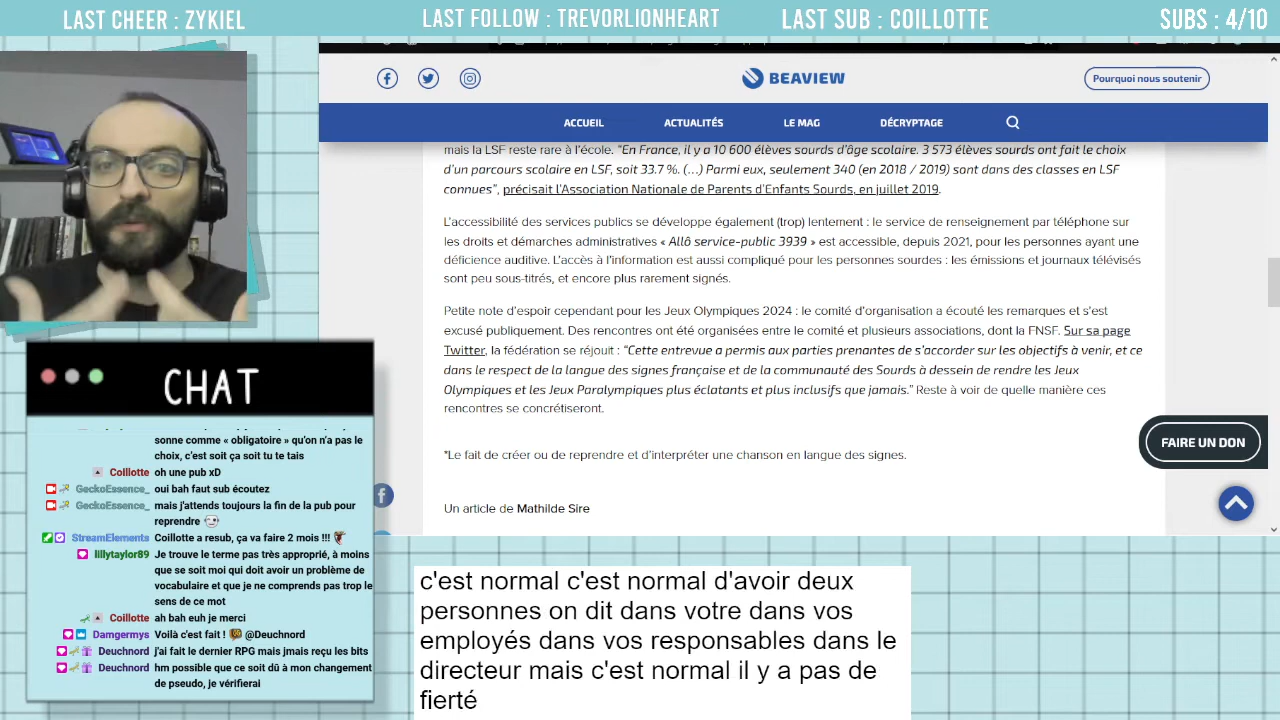 LAST CHEER : ZYKIEL
LAST FOLLOW : TREVORLIONHEART
LAST SUB : COILLOTTE
SUBS : 4/10
BEAVIEW
Pourquoi nous soutenir
ACCUEIL
ACTUALITÉS
LE MAG
DÉCRYPTAGE
mais la LSF reste rare à l'école. "En France, il y a 10 600 élèves sourds d'âge scolaire. 3 573 élèves sourds ont fait le choix
d'un parcours scolaire en LSF, soit 33.7 %. (…) Parmi eux, seulement 340 (en 2018 / 2019) sont dans des classes en LSF
connues", précisait l'Association Nationale de Parents d'Enfants Sourds, en juillet 2019.
L'accessibilité des services publics se développe également (trop) lentement : le service de renseignement par téléphone sur
les droits et démarches administratives « Allô service-public 3939 » est accessible, depuis 2021, pour les personnes ayant une
déficience auditive. L'accès à l'information est aussi compliqué pour les personnes sourdes : les émissions et journaux télévisés
sont peu sous-titrés, et encore plus rarement signés.
Petite note d'espoir cependant pour les Jeux Olympiques 2024 : le comité d'organisation a écouté les remarques et s'est
excusé publiquement. Des rencontres ont été organisées entre le comité et plusieurs associations, dont la FNSF. Sur sa page
Twitter, la fédération se réjouit : "Cette entrevue a permis aux parties prenantes de s'accorder sur les objectifs à venir, et ce
dans le respect de la langue des signes française et de la communauté des Sourds à dessein de rendre les Jeux
Olympiques et les Jeux Paralympiques plus éclatants et plus inclusifs que jamais." Reste à voir de quelle manière ces
rencontres se concrétiseront.
*Le fait de créer ou de reprendre et d'interpréter une chanson en langue des signes.
Un article de Mathilde Sire
FAIRE UN DON
CHAT
sonne comme « obligatoire » qu'on n'a pas le
choix, c'est soit ça soit tu te tais
Coillotte oh une pub xD
GeckoEssence_ oui bah faut sub écoutez
GeckoEssence_ mais j'attends toujours la fin de la pub pour
reprendre
StreamElements Coillotte a resub, ça va faire 2 mois !!!
lillytaylor89 Je trouve le terme pas très approprié, à moins
que se soit moi qui doit avoir un problème de
vocabulaire et que je ne comprends pas trop le
sens de ce mot
Coillotte ah bah euh je merci
Damgermys Voilà c'est fait ! @Deuchnord
Deuchnord j'ai fait le dernier RPG mais jmais reçu les bits
Deuchnord hm possible que ce soit dû à mon changement
de pseudo, je vérifierai
c'est normal c'est normal d'avoir deux
personnes on dit dans votre dans vos
employés dans vos responsables dans le
directeur mais c'est normal il y a pas de
fierté